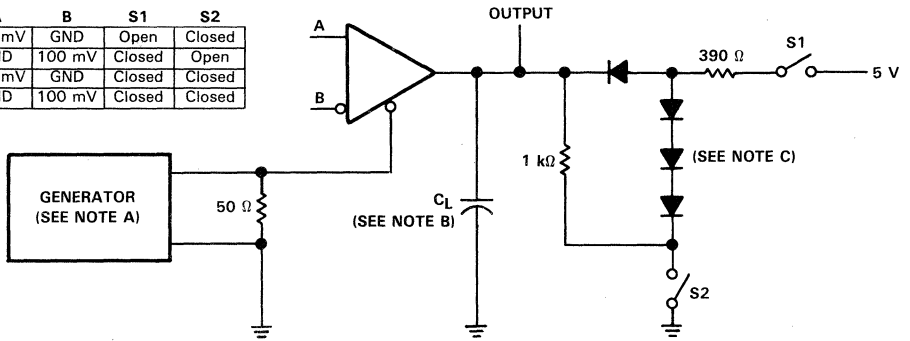 B S1 S2
mV GND Open Closed
100 mV Closed Open
mV GND Closed Closed
100 mV Closed Closed
A
B
OUTPUT
390 Ω
S1
5 V
1 kΩ
(SEE NOTE C)
GENERATOR
(SEE NOTE A)
50 Ω
CL
(SEE NOTE B)
S2